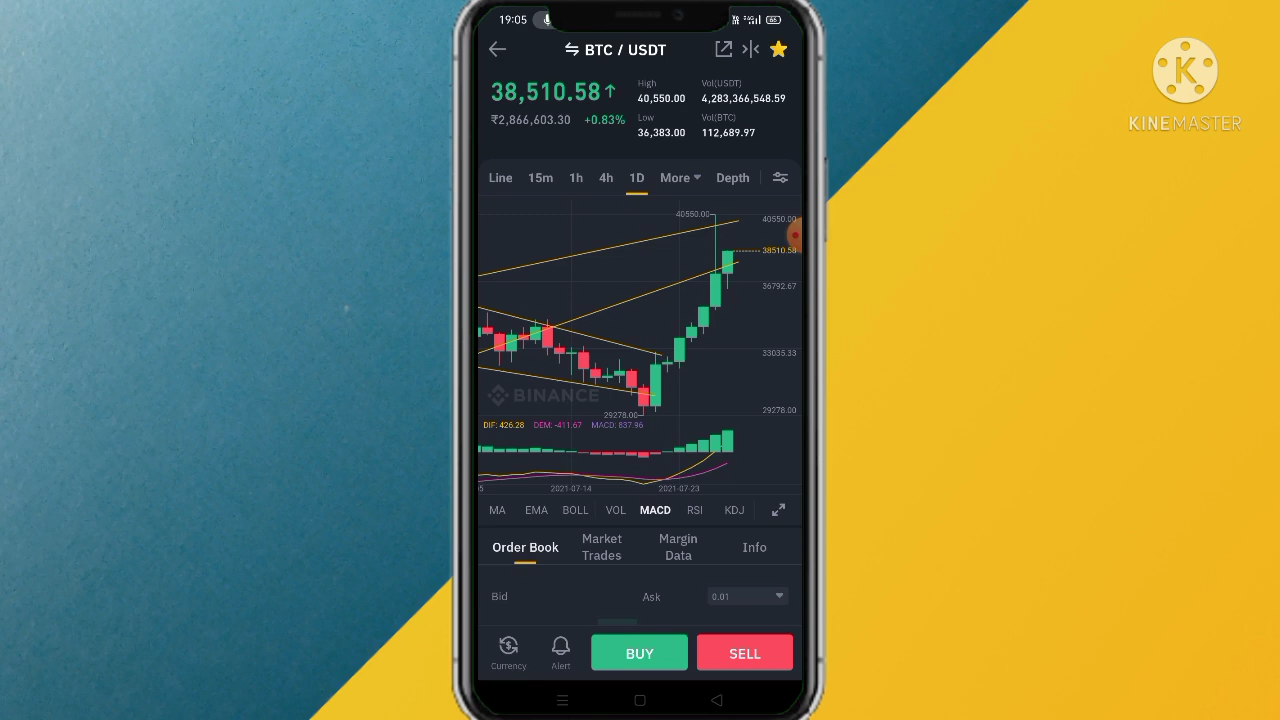 19:05
BTC / USDT
38,510.58↑
₹2,866,603.30 +0.83%
High
40,550.00
Low
36,383.00
Vol(USDT)
4,283,366,548.59
Vol(BTC)
112,689.97
K
KINEMASTER
Line 15m 1h 4h 1D More Depth
40550.00
40550.00
38510.58
36792.67
33035.33
BINANCE
29278.00
29278.00
DIF: 426.28 DEM: -411.67 MACD: 837.96
2021-07-14 2021-07-23
MA EMA BOLL VOL MACD RSI KDJ
Order Book
Market
Trades
Margin
Data
Info
Bid Ask 0.01
Currency Alert BUY SELL